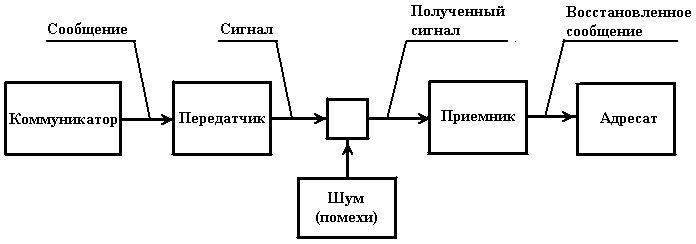 Сообщение
Сигнал
Полученный
сигнал
Восстановленное
сообщение
Коммуникатор
Передатчик
Приемник
Адресат
Шум
(помехи)